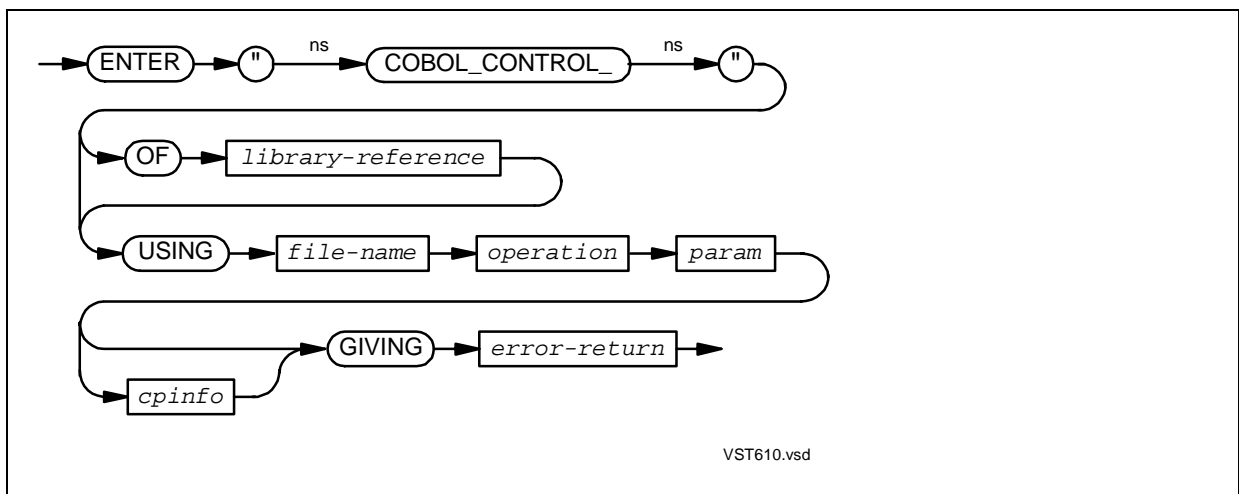 ns ns
ENTER " COBOL_CONTROL_ "
OF library-reference
USING file-name operation param
GIVING error-return
cpinfo
VST610.vsd